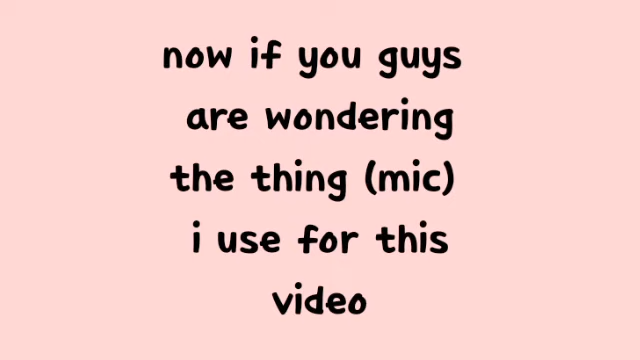 now if you guys
are wondering
the thing (mic)
i use for this
video